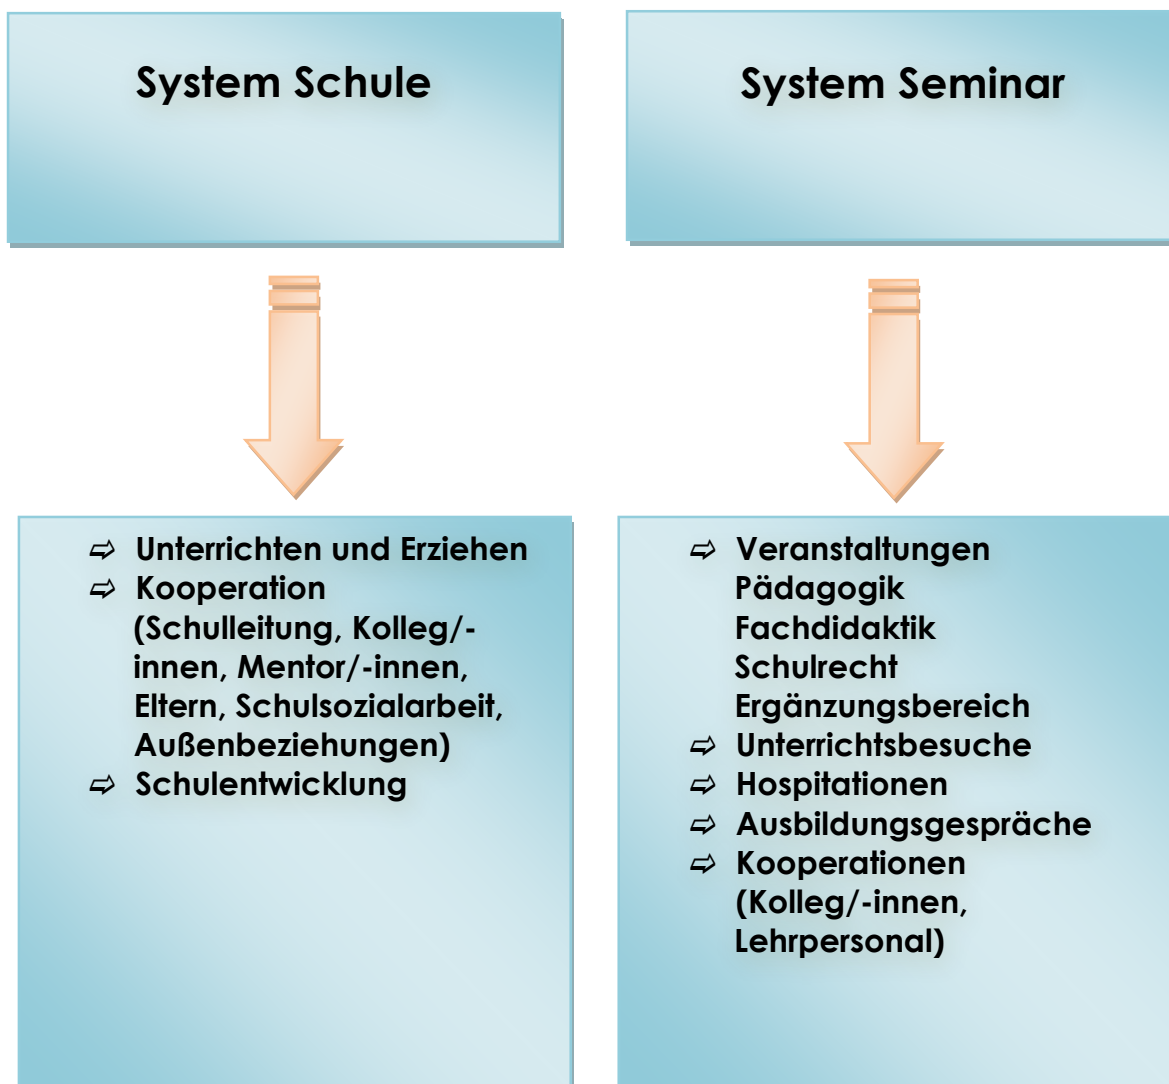 System Schule
System Seminar
⇨ Unterrichten und Erziehen
⇨ Kooperation
(Schulleitung, Kolleg/-
innen, Mentor/-innen,
Eltern, Schulsozialarbeit,
Außenbeziehungen)
⇨ Schulentwicklung
⇨ Veranstaltungen
Pädagogik
Fachdidaktik
Schulrecht
Ergänzungsbereich
⇨ Unterrichtsbesuche
⇨ Hospitationen
⇨ Ausbildungsgespräche
⇨ Kooperationen
(Kolleg/-innen,
Lehrpersonal)